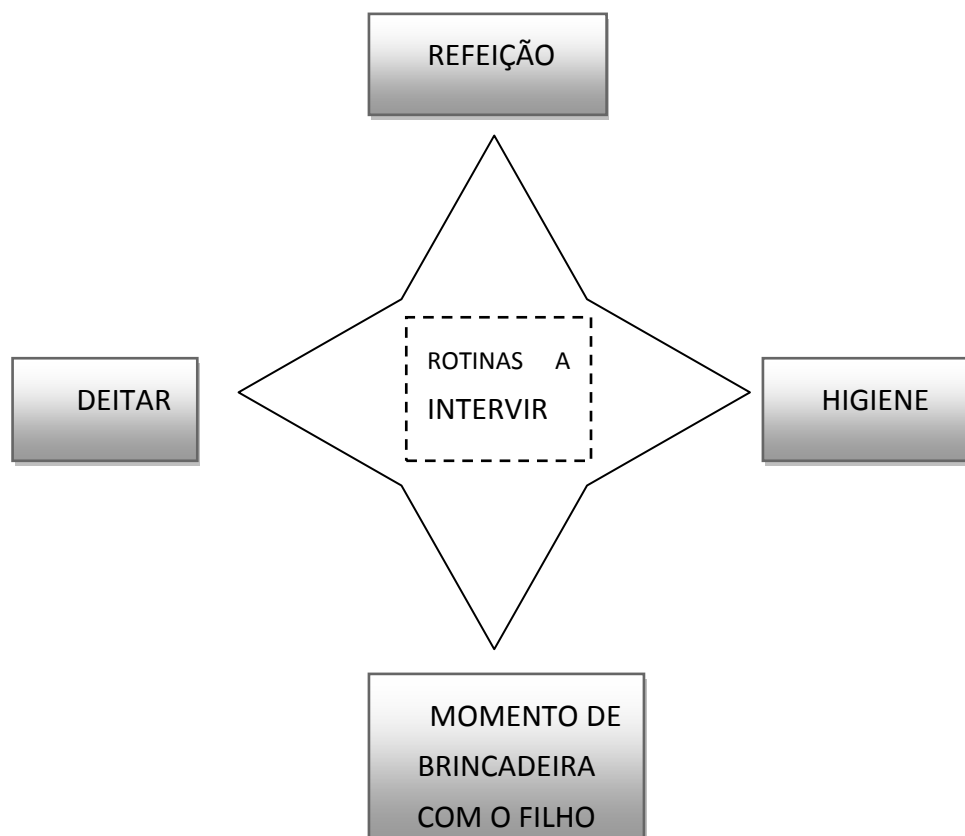 REFEIÇÃO
ROTINAS A
INTERVIR
DEITAR
HIGIENE
MOMENTO DE
BRINCADEIRA
COM O FILHO